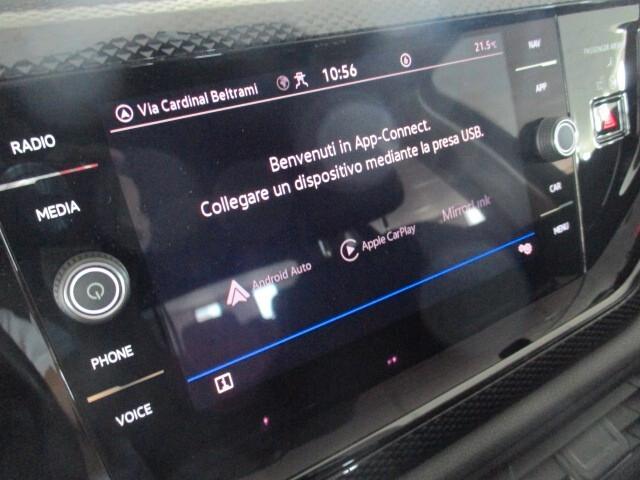 Via Cardinal Beltrami
10:56
21.5°C
Benvenuti in App-Connect.
Collegare un dispositivo mediante la presa USB.
Android Auto
Apple CarPlay
MirrorLink
RADIO
MEDIA
PHONE
VOICE
NAV
APP
CAR
MENU